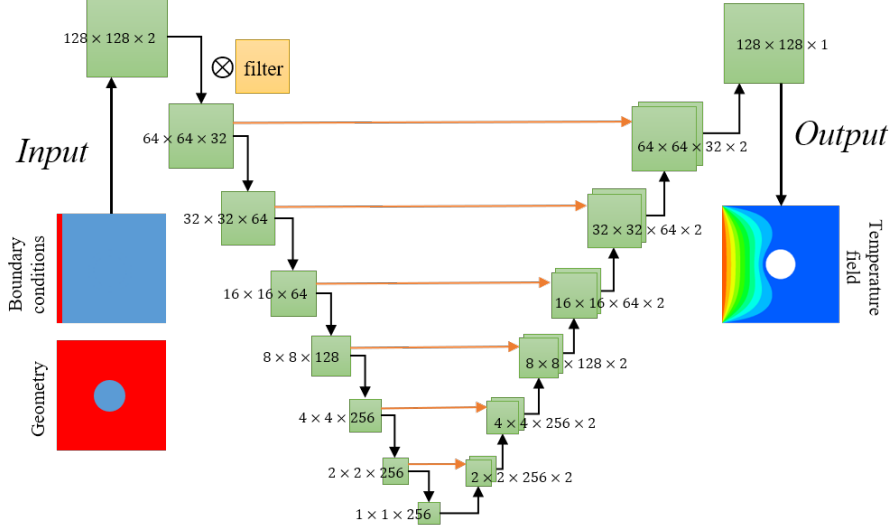 128 × 128 × 2
filter
128 × 128 × 1
64 × 64 × 32
64 × 64 × 32 × 2
Input
Output
32 × 32 × 64
32 × 32 × 64 × 2
Boundary
conditions
Temperature
field
16 × 16 × 64
16 × 16 × 64 × 2
8 × 8 × 128
8 × 8 × 128 × 2
Geometry
4 × 4 × 256
4 × 4 × 256 × 2
2 × 2 × 256
2 × 2 × 256 × 2
1 × 1 × 256